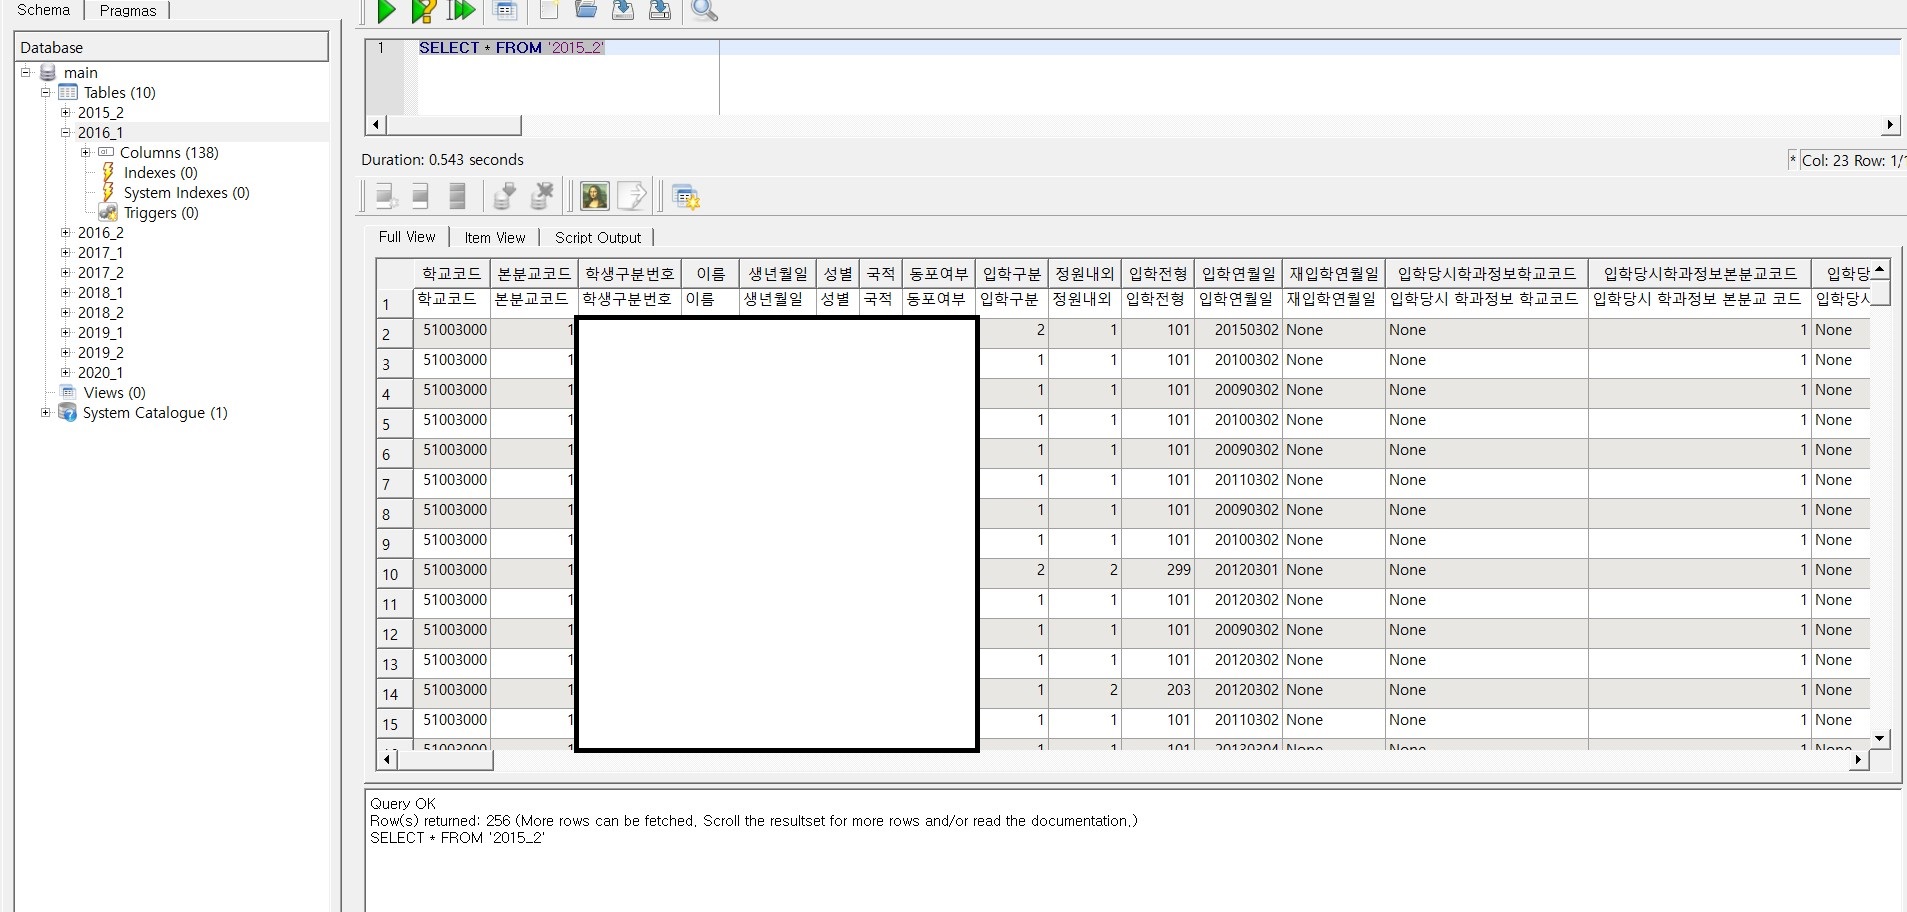 Schema
Pragmas
Database
main
Tables (10)
2015_2
2016_1
Columns (138)
Indexes (0)
System Indexes (0)
Triggers (0)
2016_2
2017_1
2017_2
2018_1
2018_2
2019_1
2019_2
2020_1
Views (0)
System Catalogue (1)
1 SELECT * FROM '2015_2'
Duration: 0.543 seconds
* Col: 23 Row: 1/1
Full View Item View Script Output
학교코드 본분교코드 학생구분번호 이름 생년월일 성별 국적 동포여부 입학구분 정원내외 입학전형 입학연월일 재입학연월일 입학당시학과정보학교코드 입학당시학과정보본분교코드 입학당
1 학교코드 본분교코드 학생구분번호 이름 생년월일 성별 국적 동포여부 입학구분 정원내외 입학전형 입학연월일 재입학연월일 입학당시 학과정보 학교코드 입학당시 학과정보 본분교 코드 입학당시
2 51003000 1 2 1 101 20150302 None None 1 None
3 51003000 1 1 1 101 20100302 None None 1 None
4 51003000 1 1 1 101 20090302 None None 1 None
5 51003000 1 1 1 101 20100302 None None 1 None
6 51003000 1 1 1 101 20090302 None None 1 None
7 51003000 1 1 1 101 20110302 None None 1 None
8 51003000 1 1 1 101 20090302 None None 1 None
9 51003000 1 1 1 101 20100302 None None 1 None
10 51003000 1 2 2 299 20120301 None None 1 None
11 51003000 1 1 1 101 20120302 None None 1 None
12 51003000 1 1 1 101 20090302 None None 1 None
13 51003000 1 1 1 101 20120302 None None 1 None
14 51003000 1 1 2 203 20120302 None None 1 None
15 51003000 1 1 1 101 20110302 None None 1 None
51003000 1 1 1 101 20130304 None None 1 None
Query OK
Row(s) returned: 256 (More rows can be fetched. Scroll the resultset for more rows and/or read the documentation.)
SELECT * FROM '2015_2'